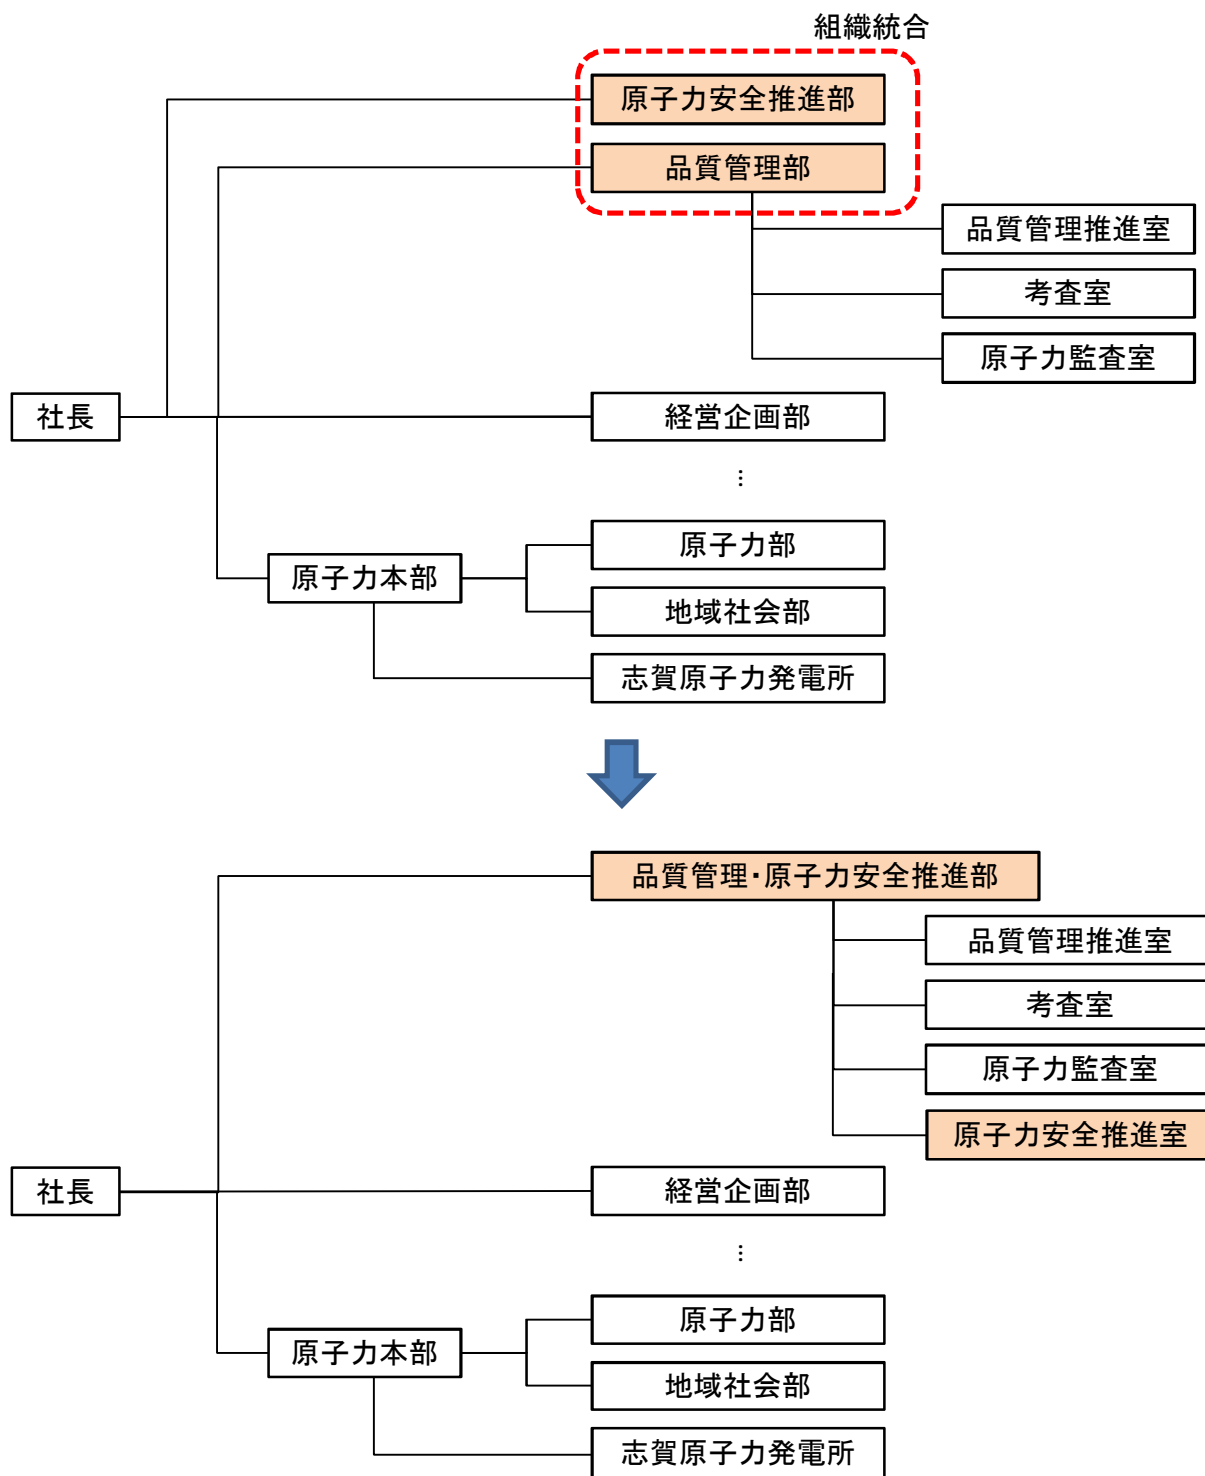 組織統合
原子力安全推進部
品質管理部
品質管理推進室
考査室
原子力監査室
社長
経営企画部
…
原子力部
原子力本部
地域社会部
志賀原子力発電所
品質管理・原子力安全推進部
品質管理推進室
考査室
原子力監査室
原子力安全推進室
社長
経営企画部
…
原子力部
原子力本部
地域社会部
志賀原子力発電所